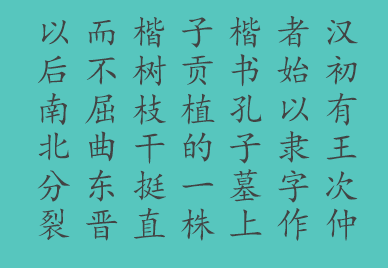 汉初有王次仲
者始以隶字作
楷书孔子墓上
子贡植的一株
楷树枝干挺直
而不屈曲东晋
以后南北分裂